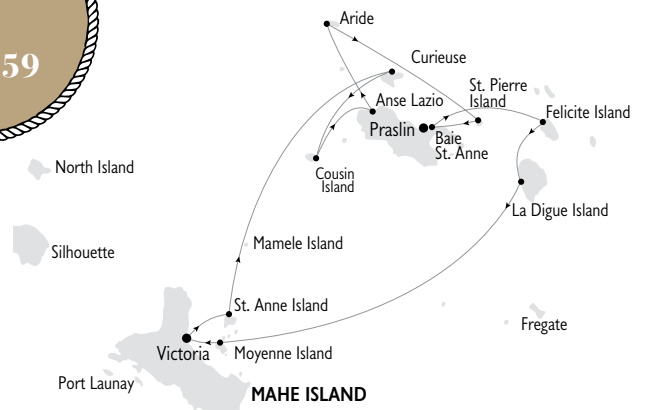 59
Aride
Curieuse
St. Pierre
Island
Anse Lazio
Felicite Island
Praslin
Baie
St. Anne
North Island
Cousin
Island
La Digue Island
Silhouette
Mamele Island
St. Anne Island
Fregate
Victoria
Moyenne Island
Port Launay
MAHE ISLAND